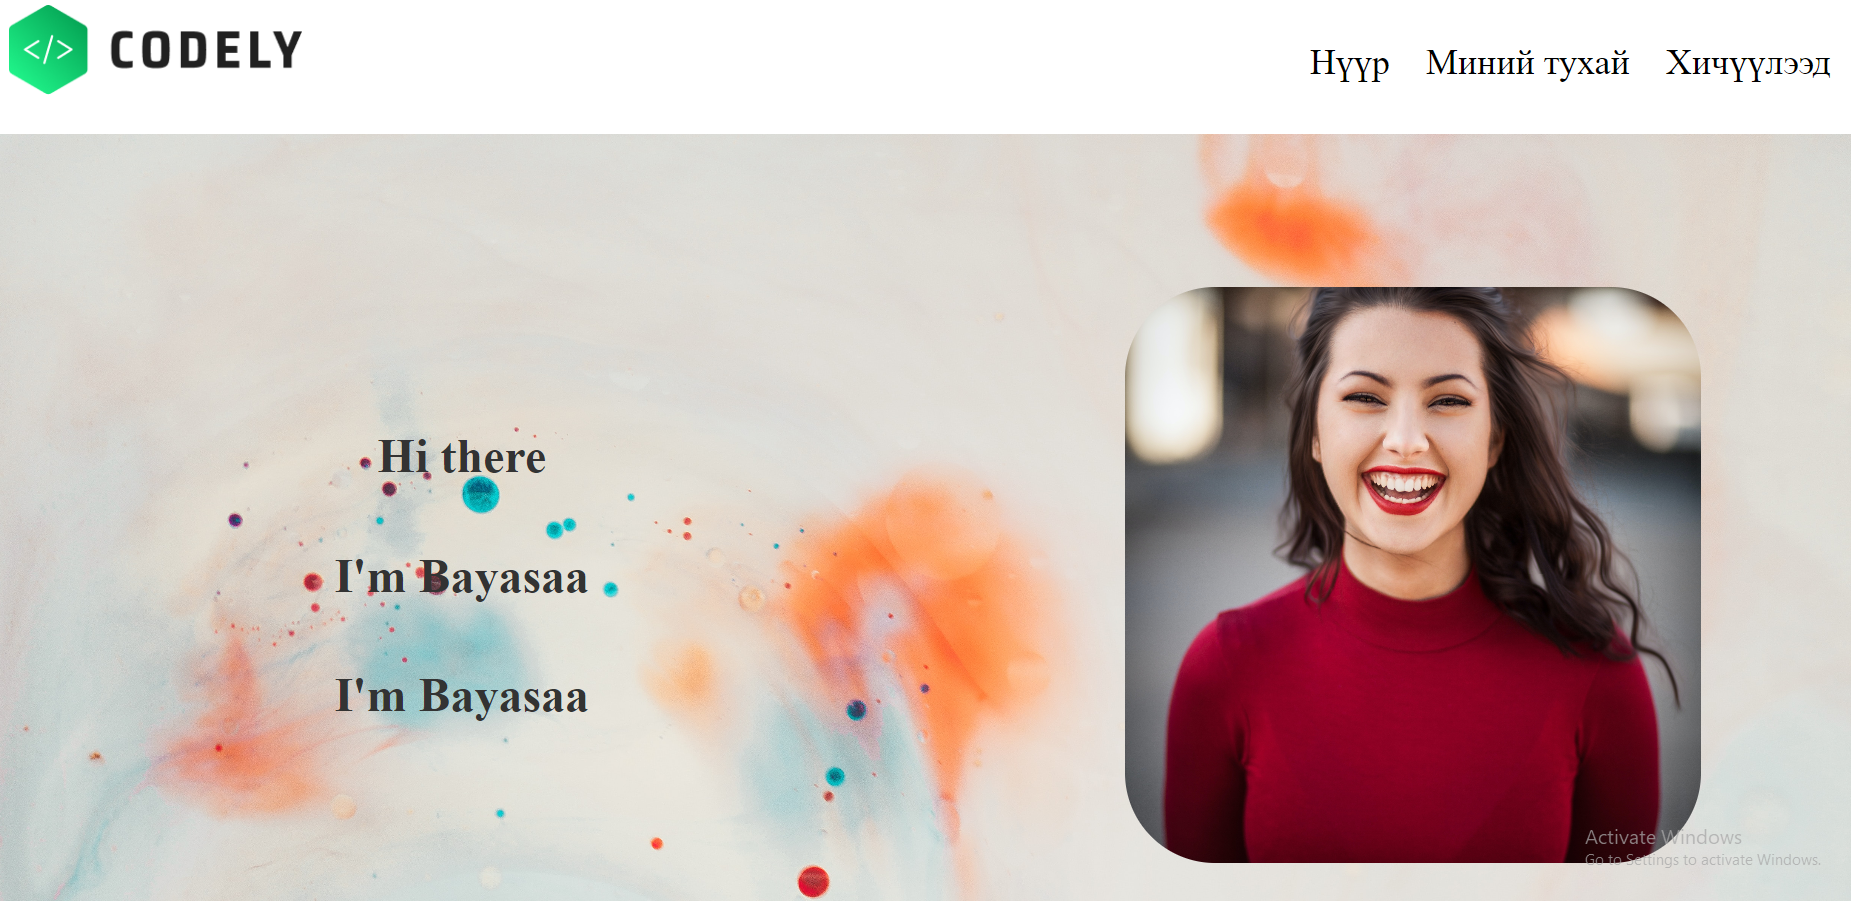 </> CODELY
Нүүр Миний тухай Хичүүлээд
Hi there
I'm Bayasaa
I'm Bayasaa
Activate Windows
Go to Settings to activate Windows.